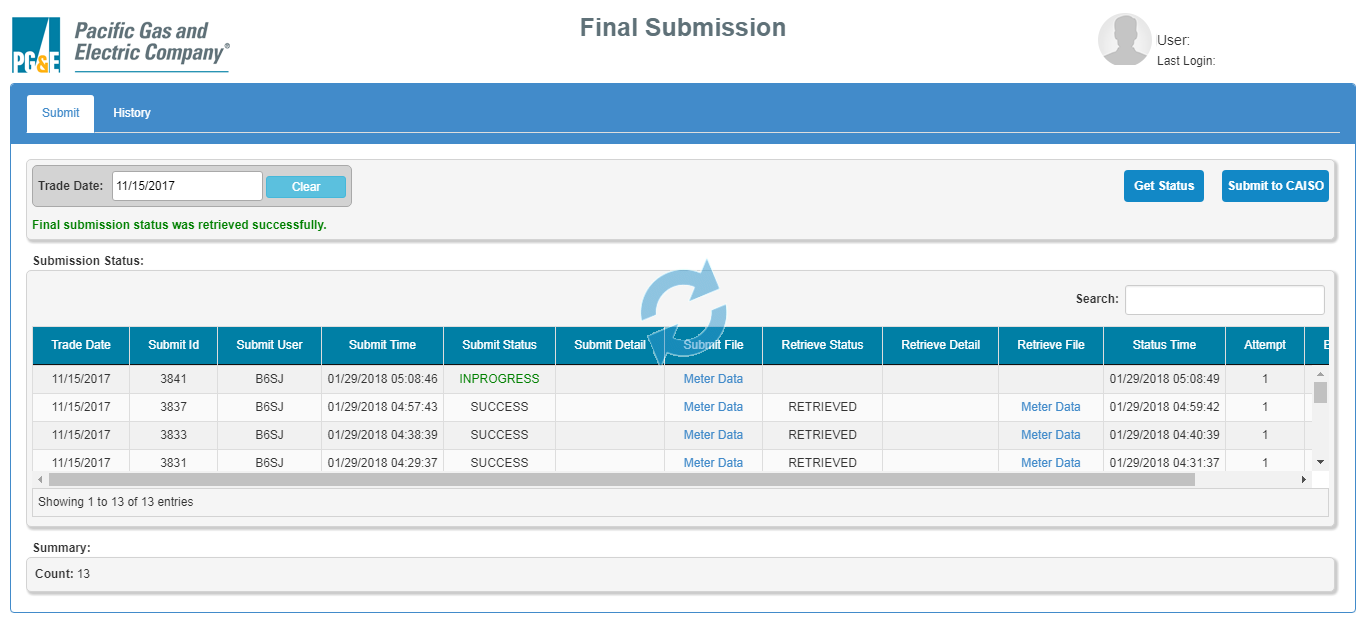 PG&E Pacific Gas and Electric Company®
Final Submission
User:
Last Login:
Submit History
Trade Date: 11/15/2017 Clear Get Status Submit to CAISO
Final submission status was retrieved successfully.
Submission Status:
Search:
Trade Date Submit Id Submit User Submit Time Submit Status Submit Detail Submit File Retrieve Status Retrieve Detail Retrieve File Status Time Attempt
11/15/2017 3841 B6SJ 01/29/2018 05:08:46 INPROGRESS Meter Data 01/29/2018 05:08:49 1
11/15/2017 3837 B6SJ 01/29/2018 04:57:43 SUCCESS Meter Data RETRIEVED Meter Data 01/29/2018 04:59:42 1
11/15/2017 3833 B6SJ 01/29/2018 04:38:39 SUCCESS Meter Data RETRIEVED Meter Data 01/29/2018 04:40:39 1
11/15/2017 3831 B6SJ 01/29/2018 04:29:37 SUCCESS Meter Data RETRIEVED Meter Data 01/29/2018 04:31:37 1
Showing 1 to 13 of 13 entries
Summary:
Count: 13